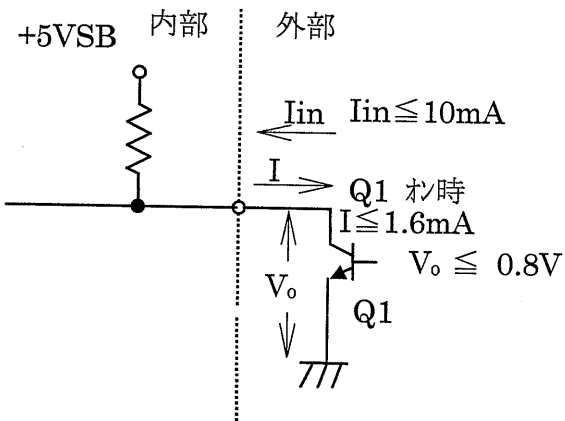 +5VSB
内部
外部
Iin
Iin≦10mA
I
Q1 オン時
I≦1.6mA
Vo
Vo ≦ 0.8V
Q1